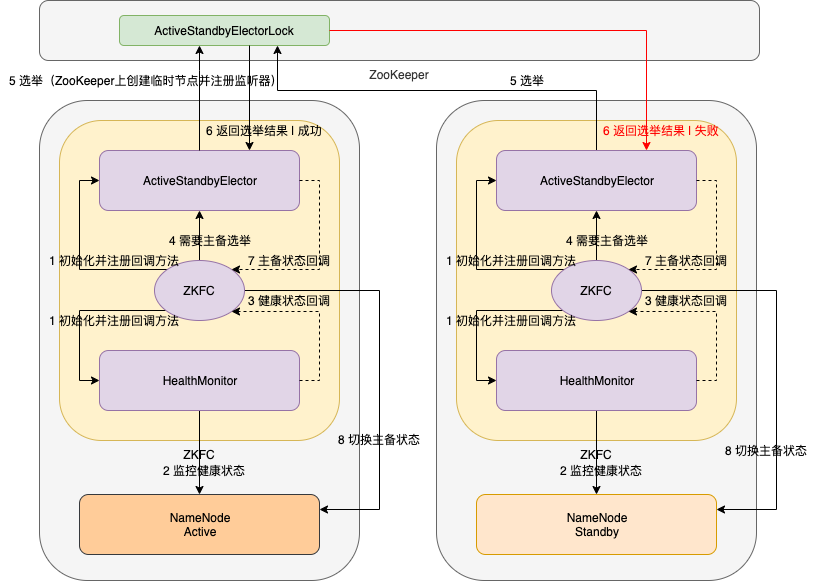 ActiveStandbyElectorLock
ZooKeeper
5 选举（ZooKeeper上创建临时节点并注册监听器）
5 选举
6 返回选举结果 | 成功
ActiveStandbyElector
4 需要主备选举
1 初始化并注册回调方法
7 主备状态回调
ZKFC
3 健康状态回调
1 初始化并注册回调方法
HealthMonitor
8 切换主备状态
ZKFC
2 监控健康状态
NameNode
Active
6 返回选举结果 | 失败
ActiveStandbyElector
4 需要主备选举
1 初始化并注册回调方法
7 主备状态回调
ZKFC
3 健康状态回调
1 初始化并注册回调方法
HealthMonitor
8 切换主备状态
ZKFC
2 监控健康状态
NameNode
Standby